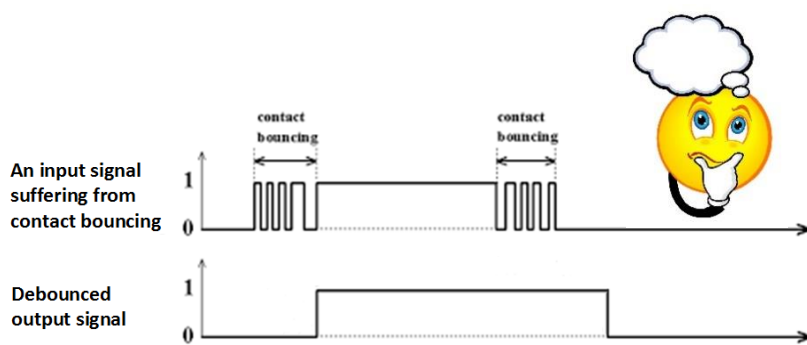 contact
bouncing
contact
bouncing
An input signal
suffering from
contact bouncing
1
0
Debounced
output signal
1
0